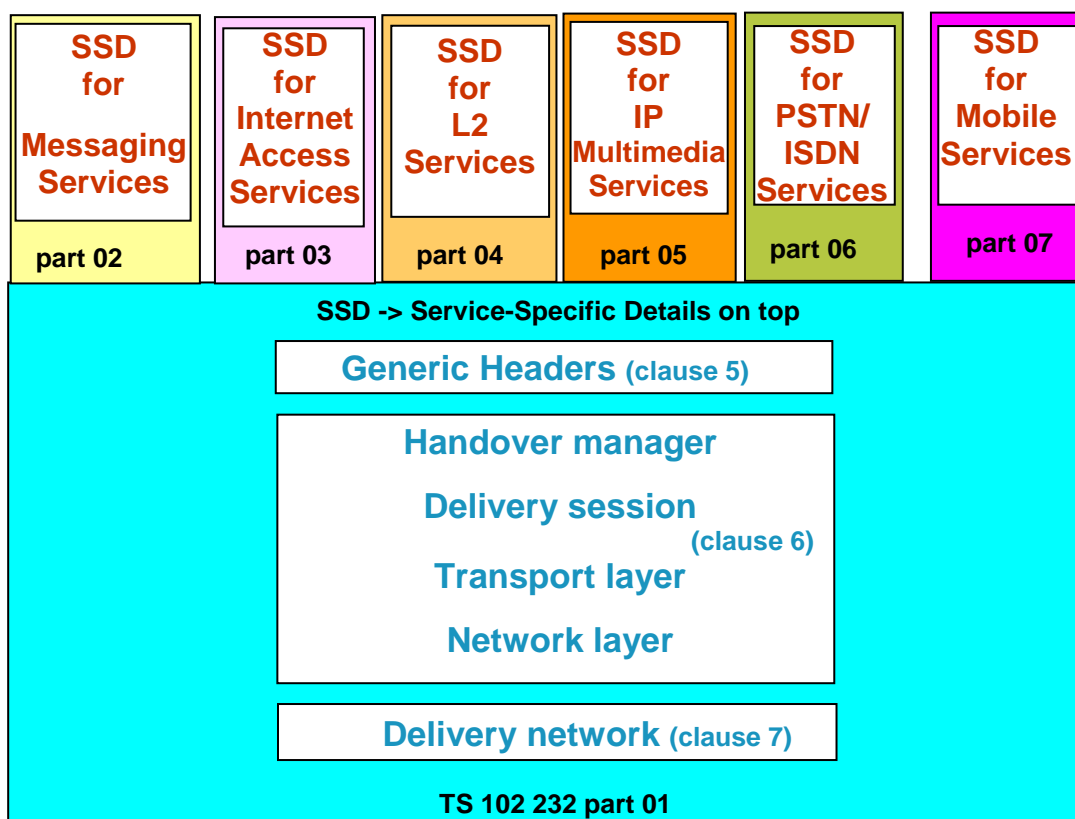 SSD
for
Messaging
Services
part 02
SSD
for
Internet
Access
Services
part 03
SSD
for
L2
Services
part 04
SSD
for
IP
Multimedia
Services
part 05
SSD
for
PSTN/
ISDN
Services
part 06
SSD
for
Mobile
Services
part 07
SSD -> Service-Specific Details on top
Generic Headers (clause 5)
Handover manager
Delivery session
(clause 6)
Transport layer
Network layer
Delivery network (clause 7)
TS 102 232 part 01